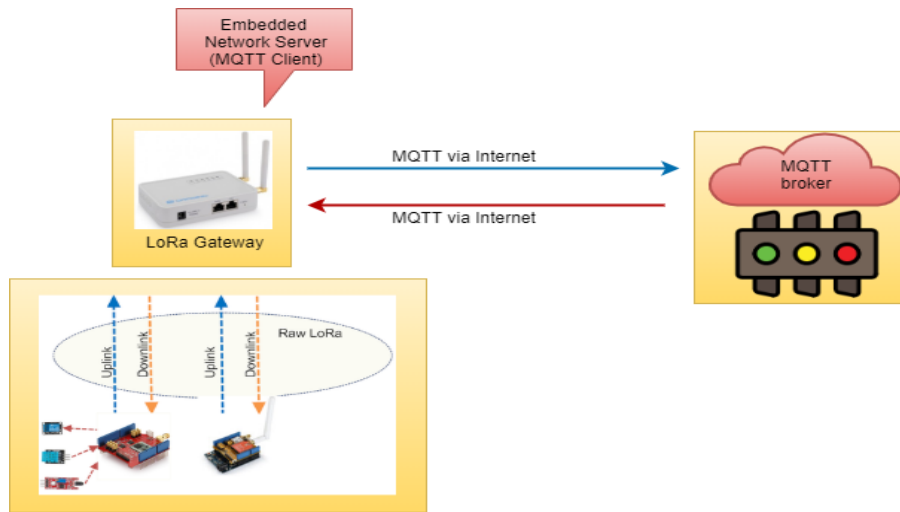 Embedded
Network Server
(MQTT Client)
MQTT via Internet
MQTT
broker
MQTT via Internet
LoRa Gateway
Raw LoRa
Uplink
Downlink
Uplink
Downlink